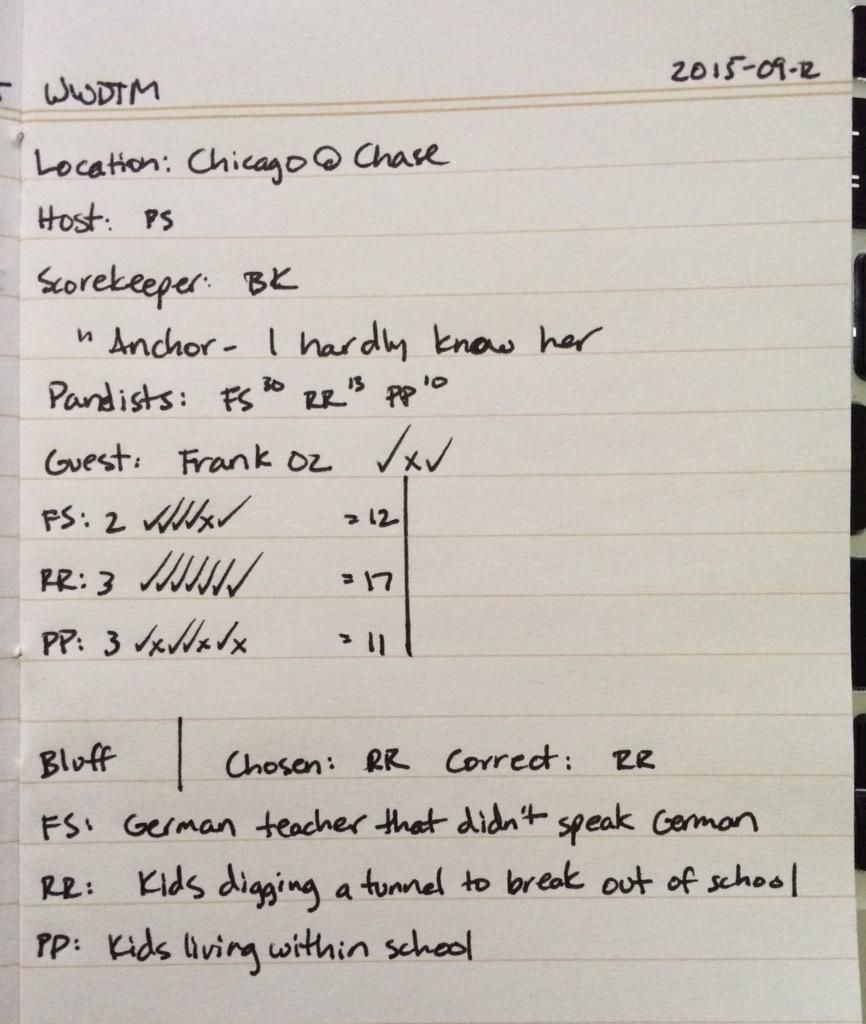 WWDTM 2015-09-12
Location: Chicago @ Chase
Host: PS
Scorekeeper: BK
" Anchor - I hardly know her
Panelists: FS 30 RR 13 PP 10
Guest: Frank Oz ✓x✓
FS: 2 ✓✓✓✓x✓ = 12
RR: 3 ✓✓✓✓✓✓✓ = 17
PP: 3 ✓x✓✓x✓x = 11
Bluff | Chosen: RR Correct: RR
FS: German teacher that didn't speak German
RR: Kids digging a tunnel to break out of school
PP: Kids living within school